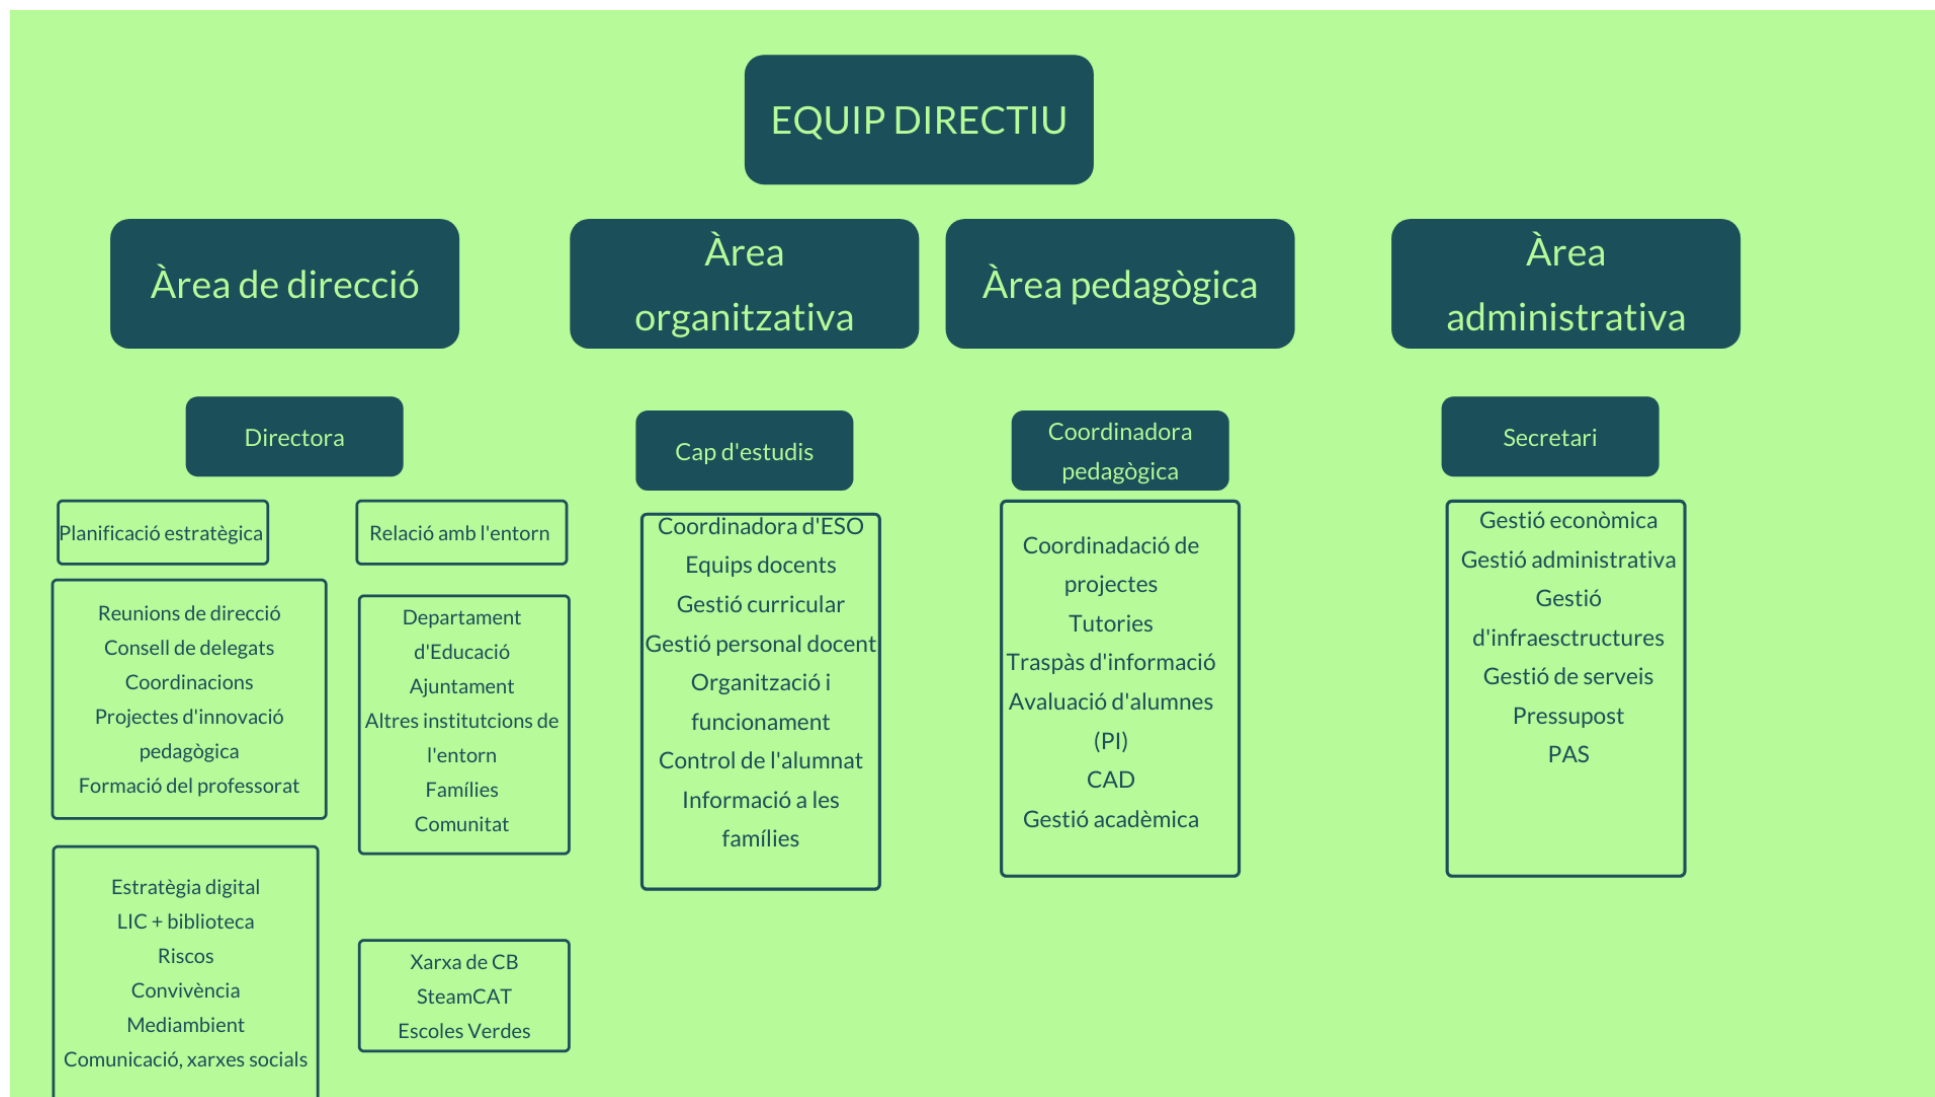 EQUIP DIRECTIU
Àrea de direcció
Àrea
organitzativa
Àrea pedagògica
Àrea
administrativa
Directora
Cap d'estudis
Coordinadora
pedagògica
Secretari
Planificació estratègica
Relació amb l'entorn
Reunions de direcció
Consell de delegats
Coordinacions
Projectes d'innovació
pedagògica
Formació del professorat
Departament
d'Educació
Ajuntament
Altres institutcions de
l'entorn
Famílies
Comunitat
Estratègia digital
LIC + biblioteca
Riscos
Convivència
Mediambient
Comunicació, xarxes socials
Xarxa de CB
SteamCAT
Escoles Verdes
Coordinadora d'ESO
Equips docents
Gestió curricular
Gestió personal docent
Organització i
funcionament
Control de l'alumnat
Informació a les
famílies
Coordinadació de
projectes
Tutories
Traspàs d'informació
Avaluació d'alumnes
(PI)
CAD
Gestió acadèmica
Gestió econòmica
Gestió administrativa
Gestió
d'infraesctructures
Gestió de serveis
Pressupost
PAS